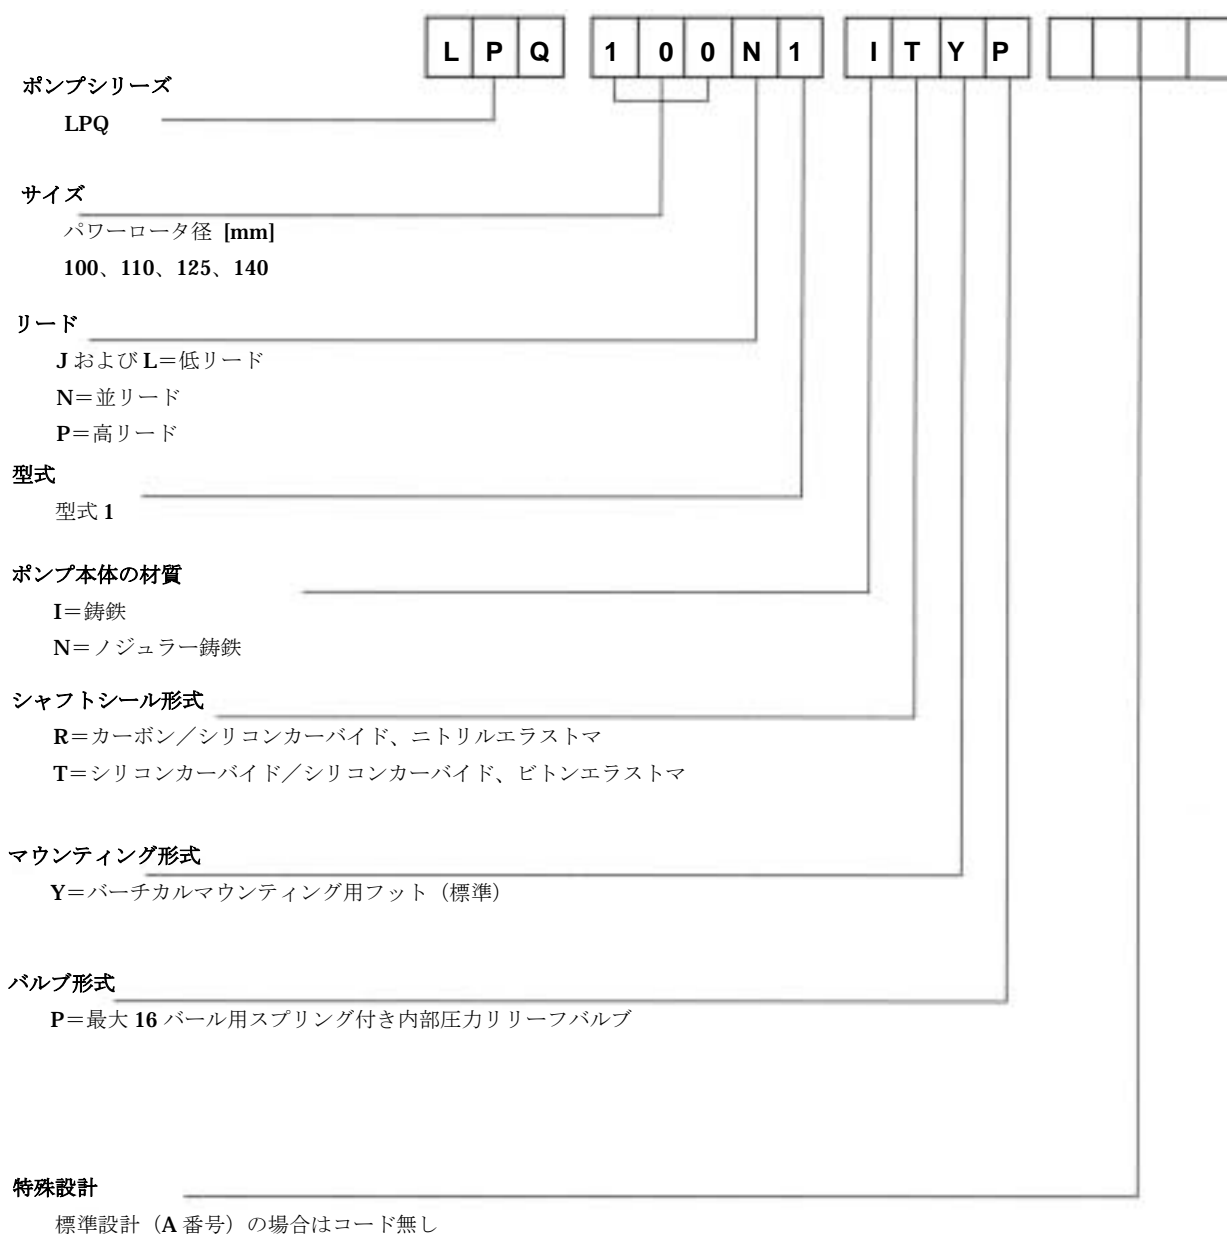 LPQ 100N1 ITYP
ポンプシリーズ
LPQ
サイズ
パワーロータ径 [mm]
100、110、125、140
リード
J および L＝低リード
N＝並リード
P＝高リード
型式
型式 1
ポンプ本体の材質
I＝鋳鉄
N＝ノジュラー鋳鉄
シャフトシール形式
R＝カーボン／シリコンカーバイド、ニトリルエラストマ
T＝シリコンカーバイド／シリコンカーバイド、ビトンエラストマ
マウンティング形式
Y＝バーチカルマウンティング用フット（標準）
バルブ形式
P＝最大 16 バール用スプリング付き内部圧力リリーフバルブ
特殊設計
標準設計（A 番号）の場合はコード無し